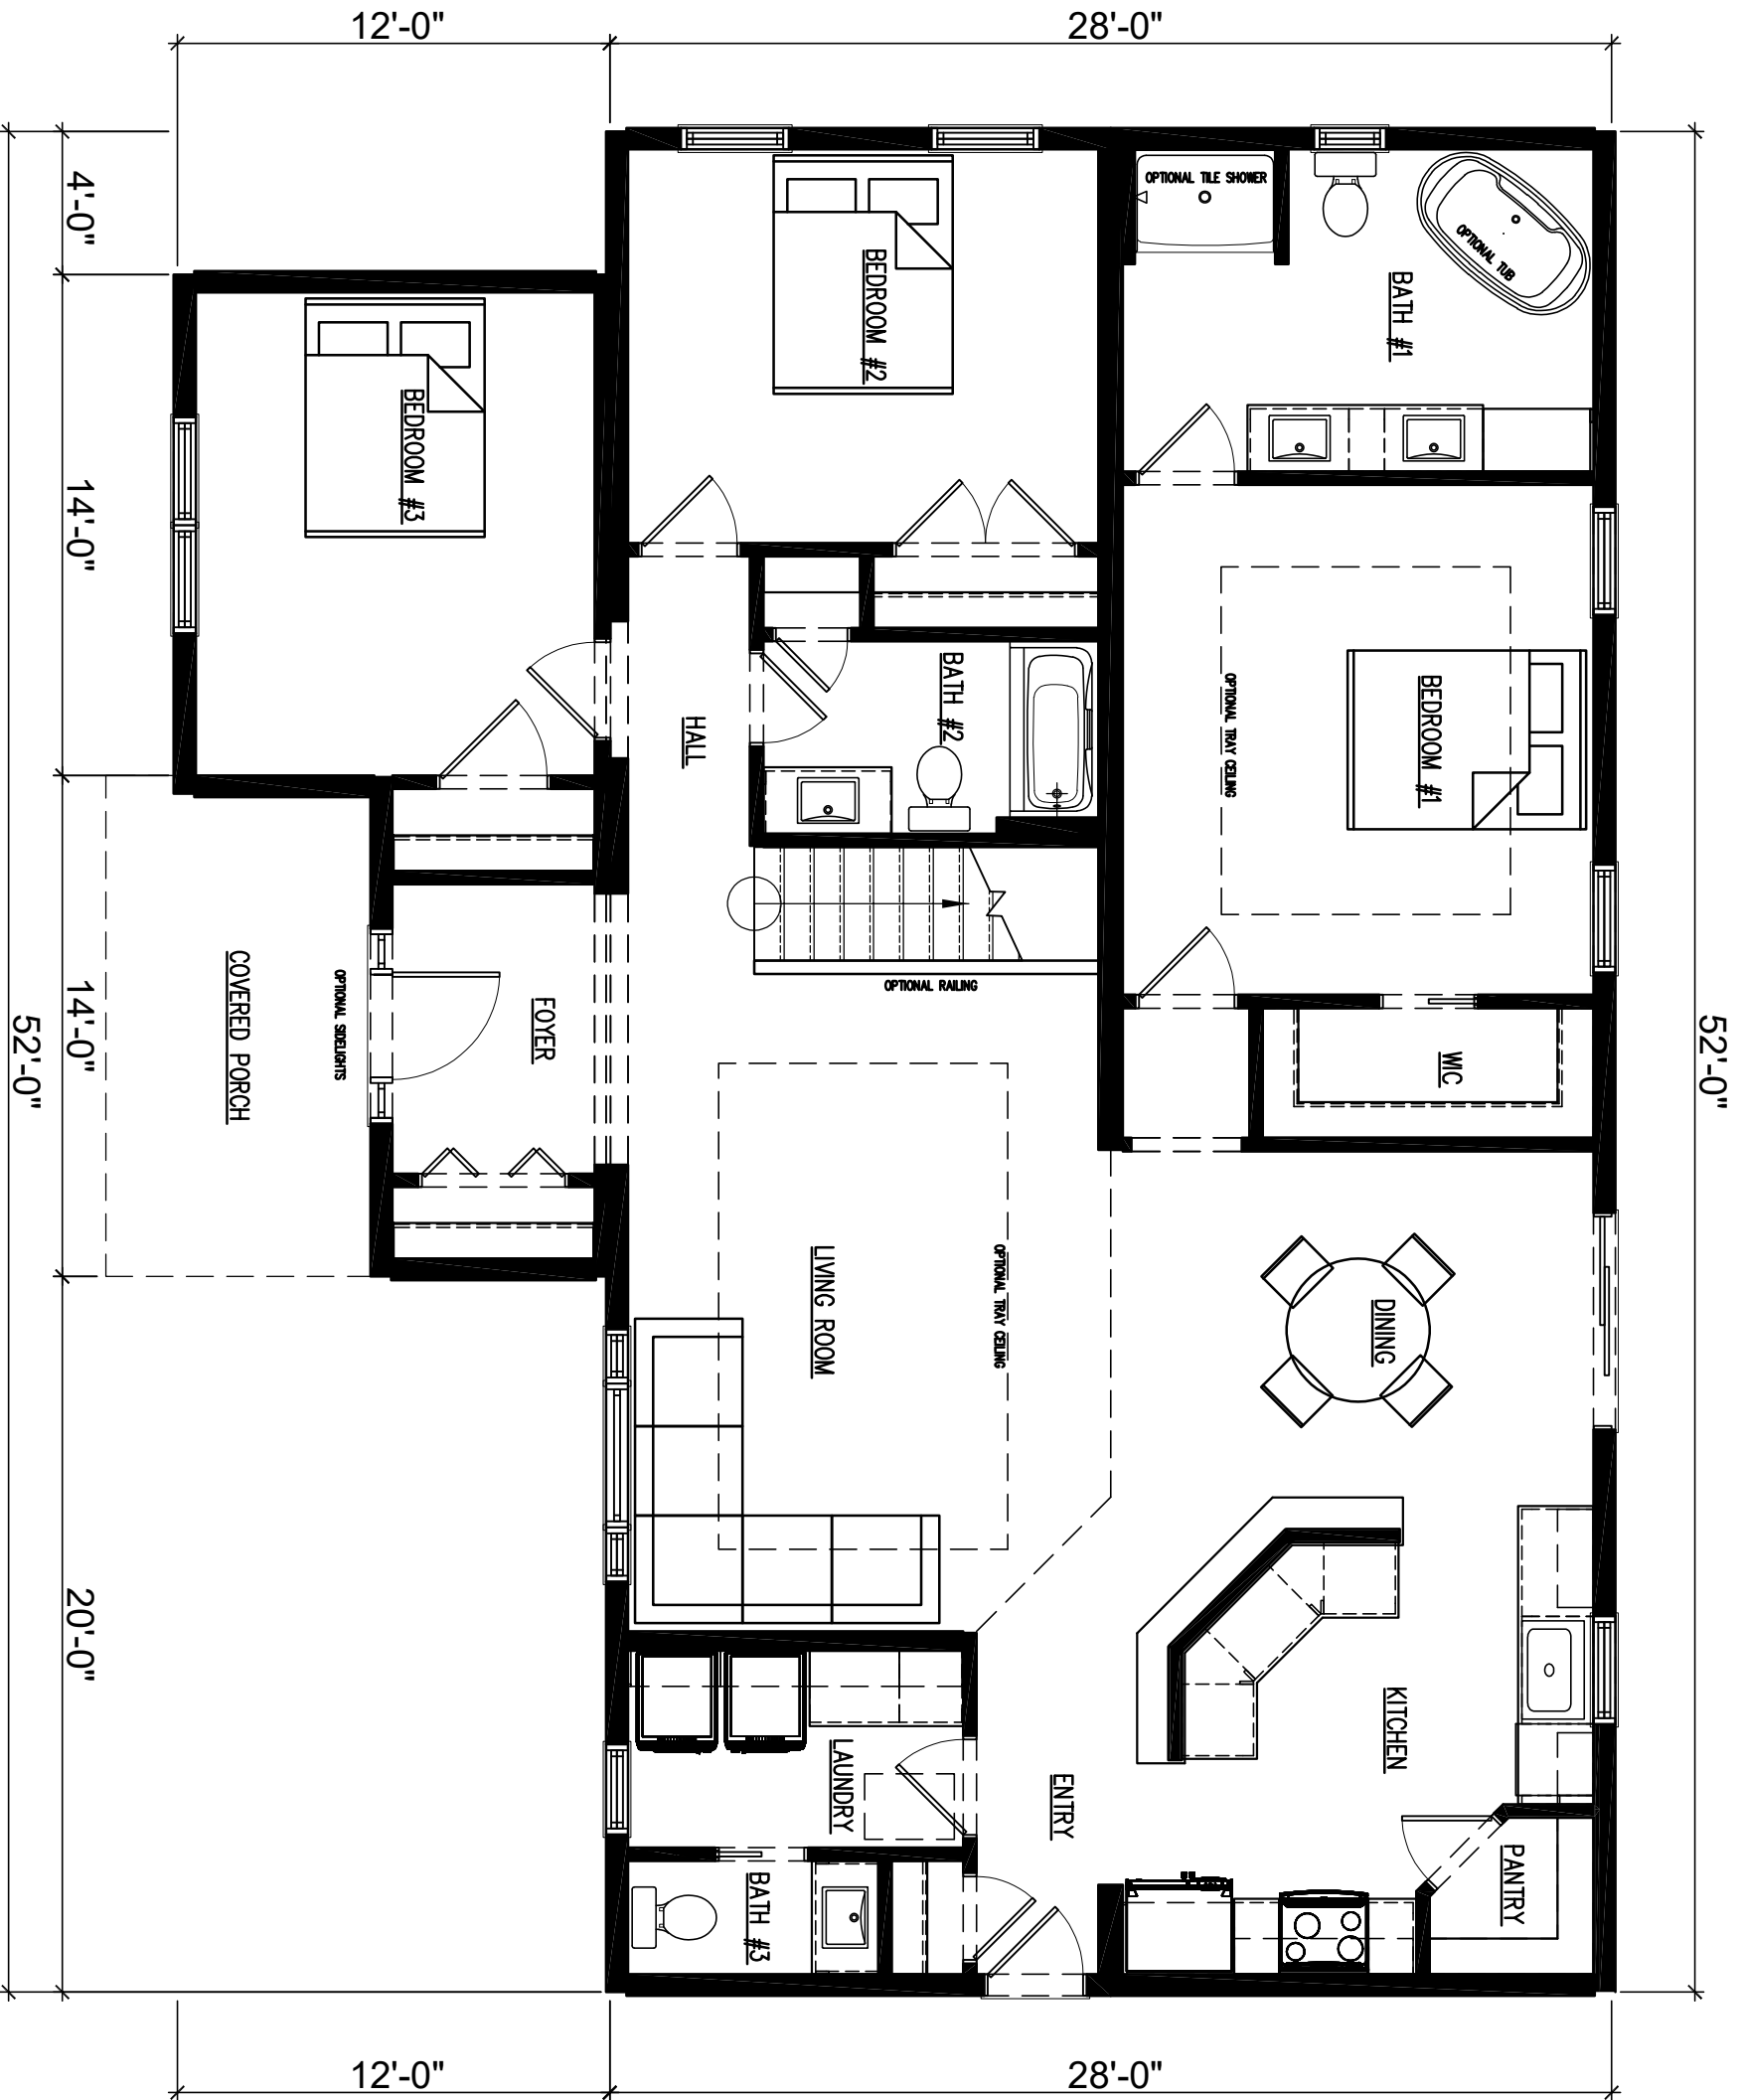 12'-0"
28'-0"
4'-0"
14'-0"
14'-0"
20'-0"
52'-0"
52'-0"
OPTIONAL TILE SHOWER
OPTIONAL TUB
BATH #1
BEDROOM #2
BEDROOM #3
BEDROOM #1
OPTIONAL TRAY CEILING
BATH #2
HALL
OPTIONAL RAILING
WIC
FOYER
OPTIONAL SIDELIGHTS
COVERED PORCH
LIVING ROOM
OPTIONAL TRAY CEILING
DINING
KITCHEN
ENTRY
LAUNDRY
PANTRY
BATH #3
12'-0"
28'-0"